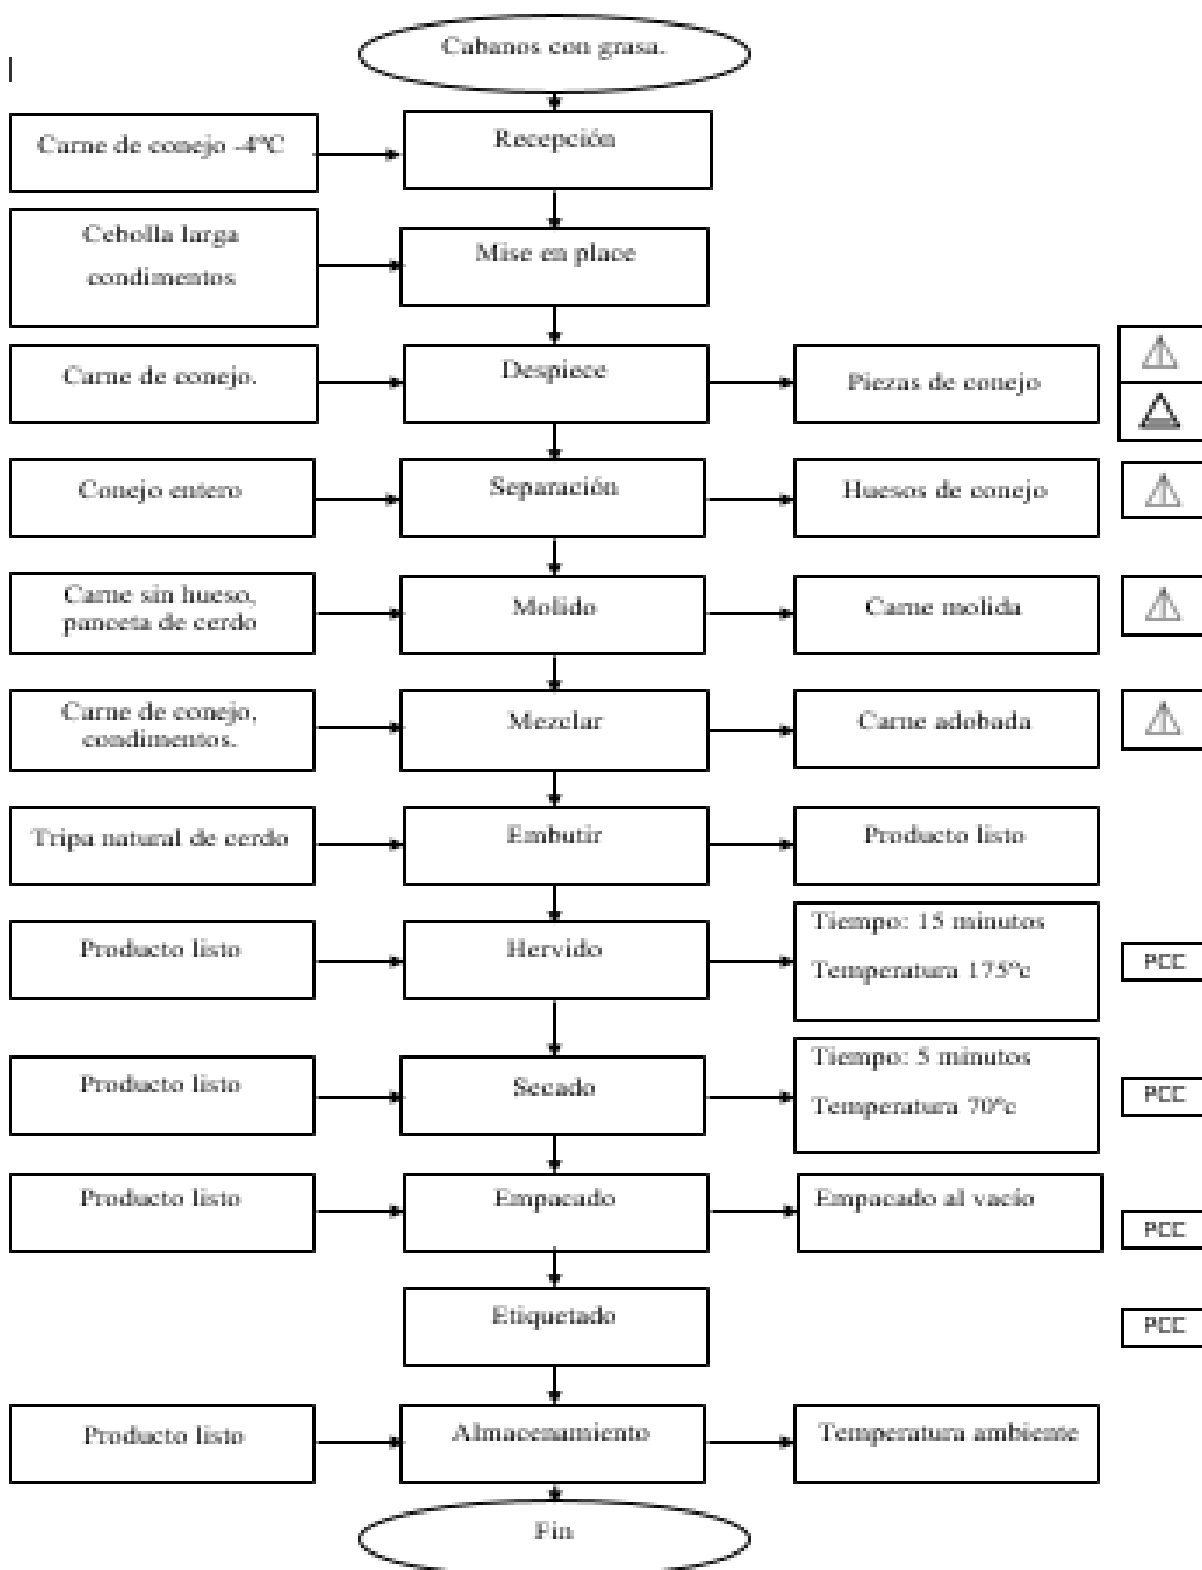 Cabanos con grasa.
Carne de conejo -4ºC
Recepción
Cebolla larga
condimentos
Mise en place
Carne de conejo.
Despiece
Piezas de conejo
Conejo entero
Separación
Huesos de conejo
Carne sin hueso,
panceta de cerdo
Molido
Carne molida
Carne de conejo,
condimentos.
Mezclar
Carne adobada
Tripa natural de cerdo
Embutir
Producto listo
Producto listo
Hervido
Tiempo: 15 minutos
Temperatura 175ºc
PCC
Producto listo
Secado
Tiempo: 5 minutos
Temperatura 70ºc
PCC
Producto listo
Empacado
Empacado al vacío
PCC
Etiquetado
PCC
Producto listo
Almacenamiento
Temperatura ambiente
Fin